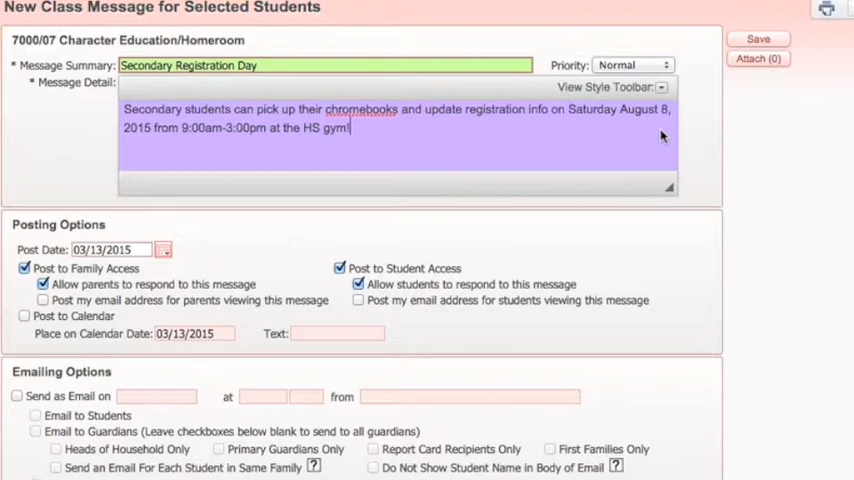 New Class Message for Selected Students
7000/07 Character Education/Homeroom
Save
* Message Summary: Secondary Registration Day Priority: Normal
Attach (0)
* Message Detail: View Style Toolbar:
Secondary students can pick up their chromebooks and update registration info on Saturday August 8,
2015 from 9:00am-3:00pm at the HS gym!
Posting Options
Post Date: 03/13/2015
Post to Family Access Post to Student Access
Allow parents to respond to this message Allow students to respond to this message
Post my email address for parents viewing this message Post my email address for students viewing this message
Post to Calendar
Place on Calendar Date: 03/13/2015 Text:
Emailing Options
Send as Email on at from
Email to Students
Email to Guardians (Leave checkboxes below blank to send to all guardians)
Heads of Household Only Primary Guardians Only Report Card Recipients Only First Families Only
Send an Email For Each Student in Same Family ? Do Not Show Student Name in Body of Email ?